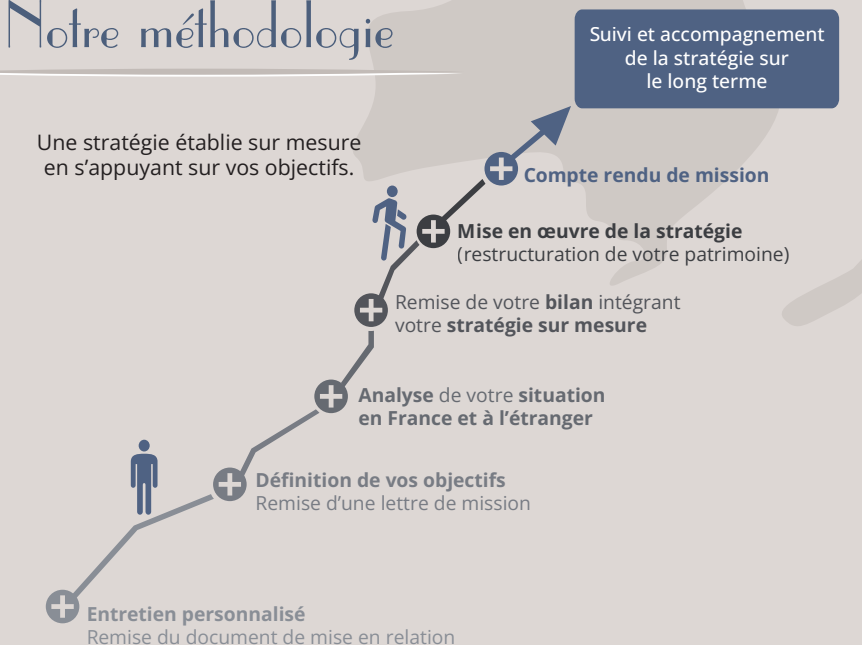 Notre méthodologie
Suivi et accompagnement
de la stratégie sur
le long terme
Une stratégie établie sur mesure
en s’appuyant sur vos objectifs.
Compte rendu de mission
Mise en œuvre de la stratégie
(restructuration de votre patrimoine)
Remise de votre bilan intégrant
votre stratégie sur mesure
Analyse de votre situation
en France et à l’étranger
Définition de vos objectifs
Remise d’une lettre de mission
Entretien personnalisé
Remise du document de mise en relation